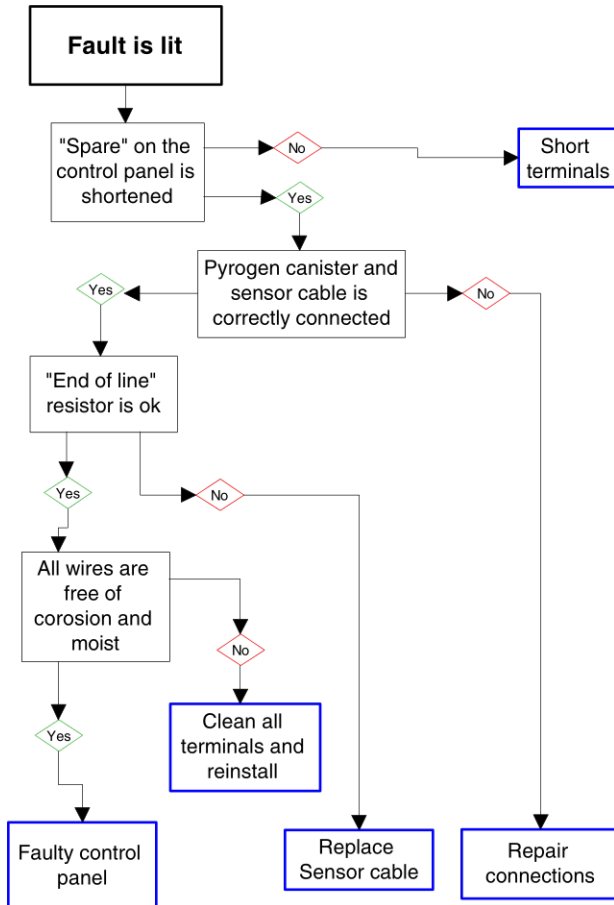 Fault is lit
"Spare" on the
control panel is
shortened
No
Short
terminals
Yes
Pyrogen canister and
sensor cable is
correctly connected
Yes
No
"End of line"
resistor is ok
Yes
No
All wires are
free of
corosion and
moist
No
Yes
Clean all
terminals and
reinstall
Faulty control
panel
Replace
Sensor cable
Repair
connections